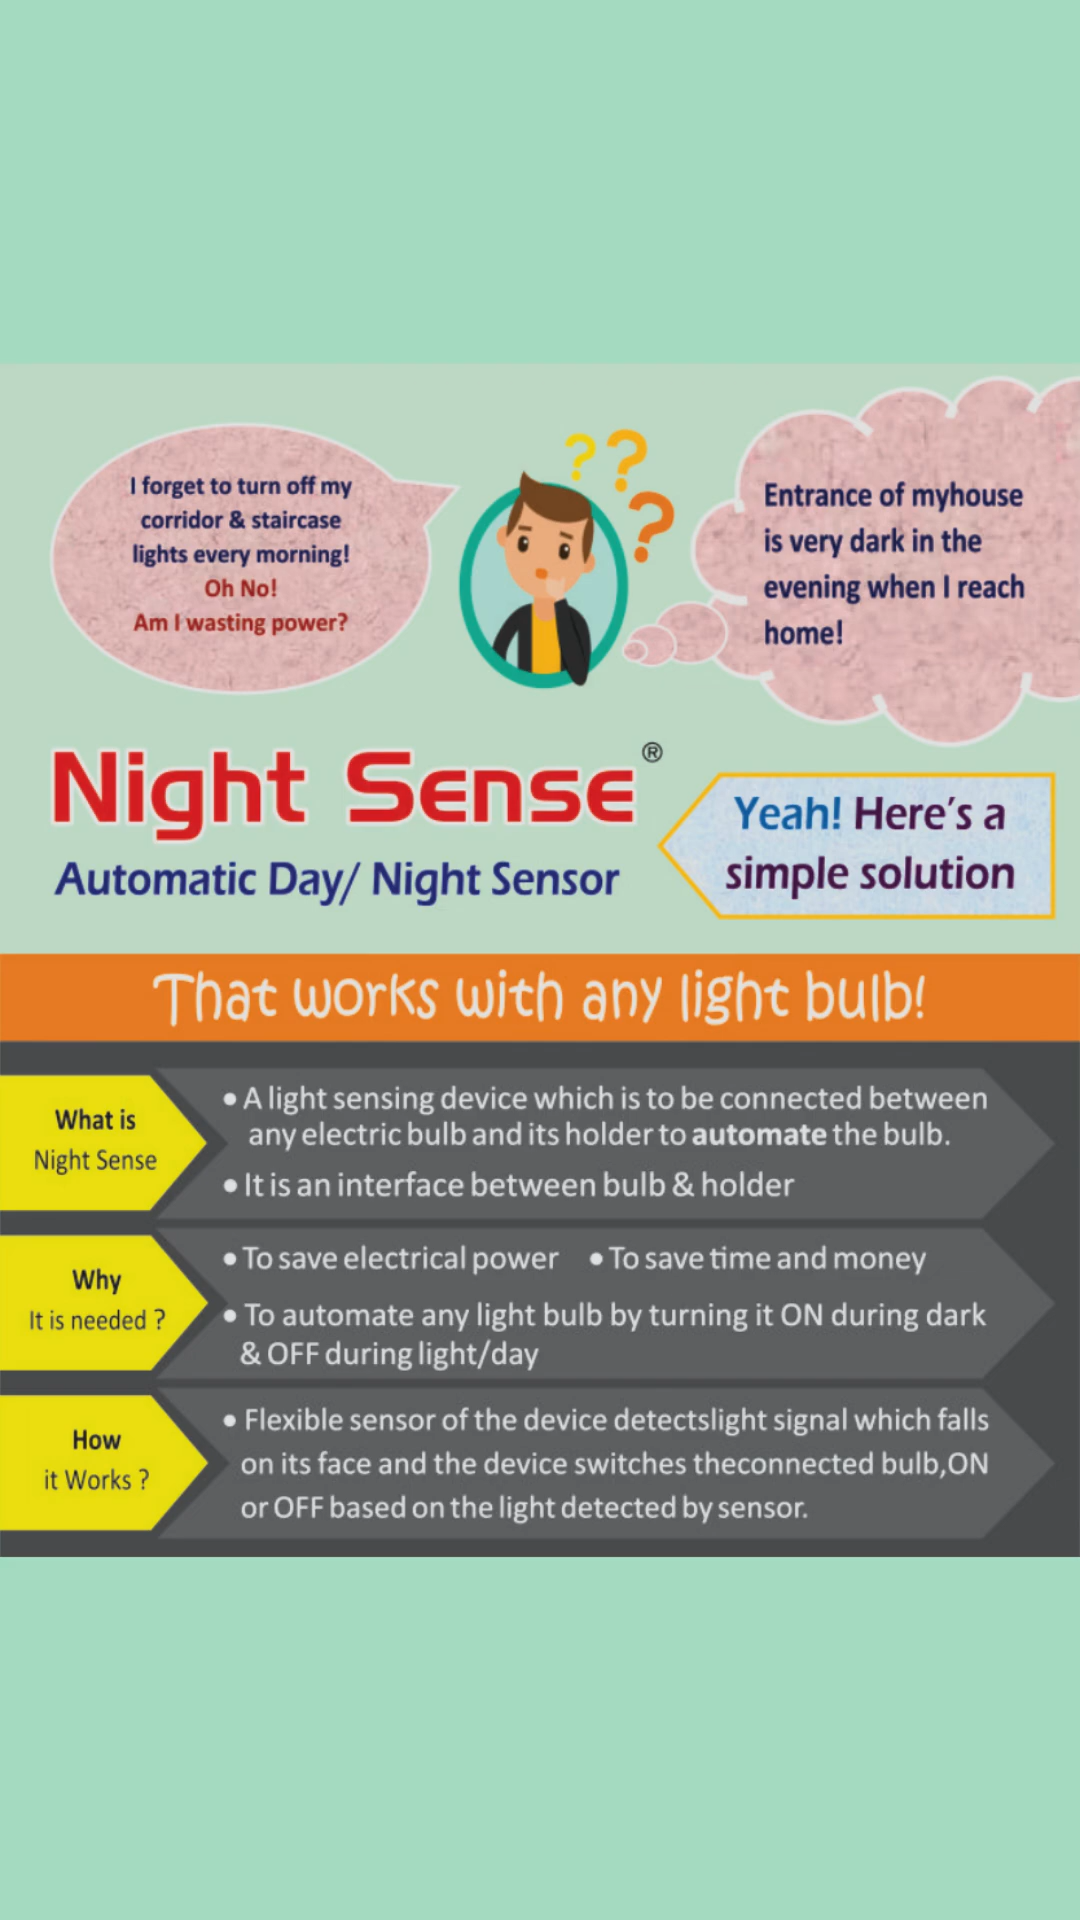 I forget to turn off my
corridor & staircase
lights every morning!
Oh No!
Am I wasting power?
? ? ?
Entrance of myhouse
is very dark in the
evening when I reach
home!
Night Sense®
Automatic Day/ Night Sensor
Yeah! Here's a
simple solution
That works with any light bulb!
What is
Night Sense
• A light sensing device which is to be connected between
any electric bulb and its holder to automate the bulb.
• It is an interface between bulb & holder
Why
It is needed ?
• To save electrical power • To save time and money
• To automate any light bulb by turning it ON during dark
& OFF during light/day
How
it Works ?
• Flexible sensor of the device detectslight signal which falls
on its face and the device switches theconnected bulb,ON
or OFF based on the light detected by sensor.